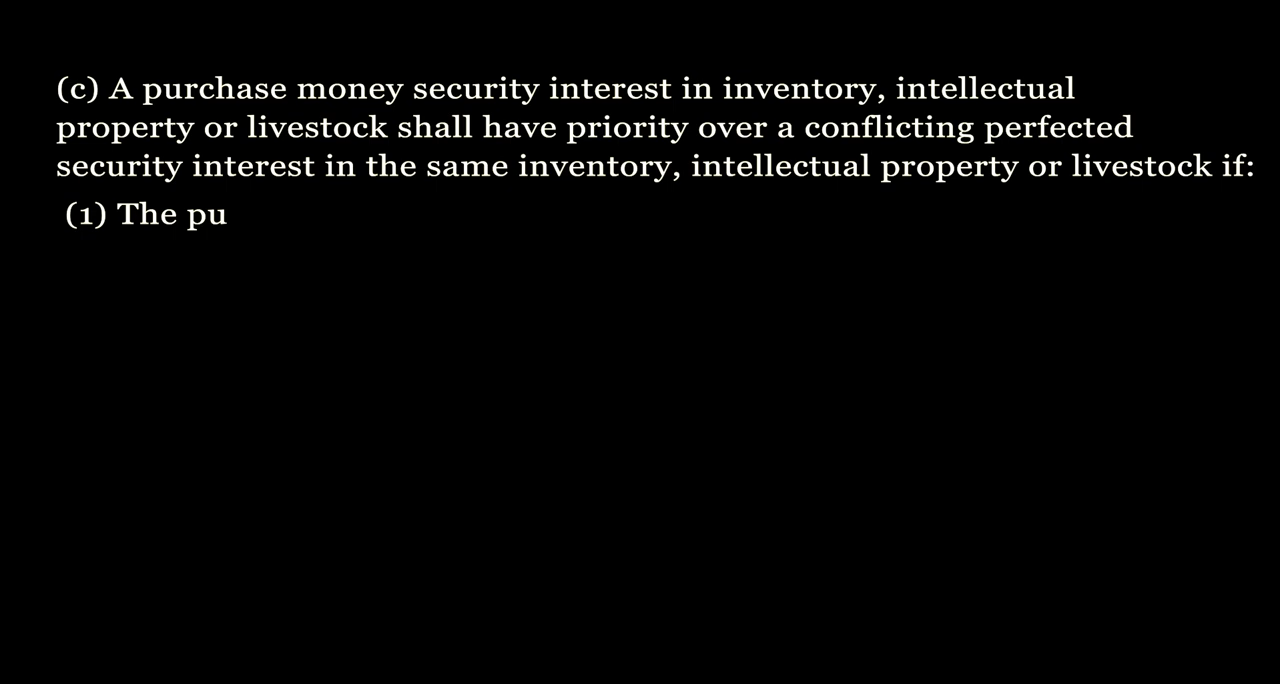 (c) A purchase money security interest in inventory, intellectual
property or livestock shall have priority over a conflicting perfected
security interest in the same inventory, intellectual property or livestock if:
(1) The pu